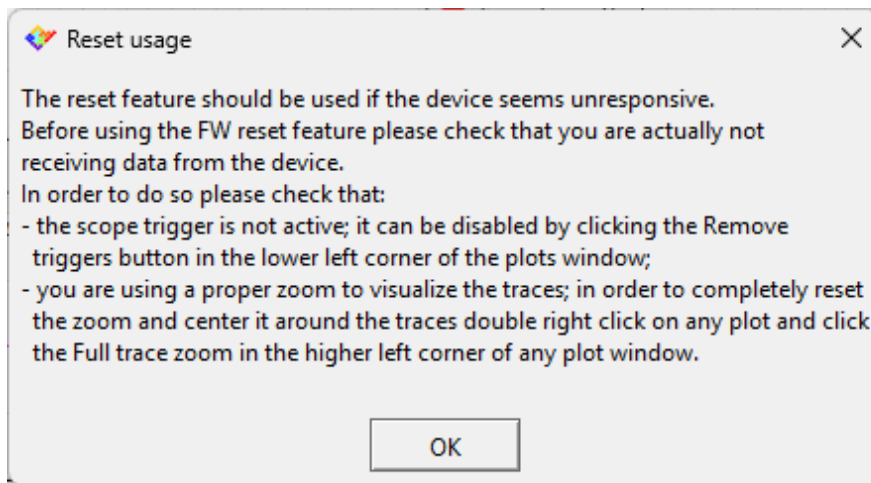 Reset usage
The reset feature should be used if the device seems unresponsive.
Before using the FW reset feature please check that you are actually not
receiving data from the device.
In order to do so please check that:
- the scope trigger is not active; it can be disabled by clicking the Remove
triggers button in the lower left corner of the plots window;
- you are using a proper zoom to visualize the traces; in order to completely reset
the zoom and center it around the traces double right click on any plot and click
the Full trace zoom in the higher left corner of any plot window.
OK